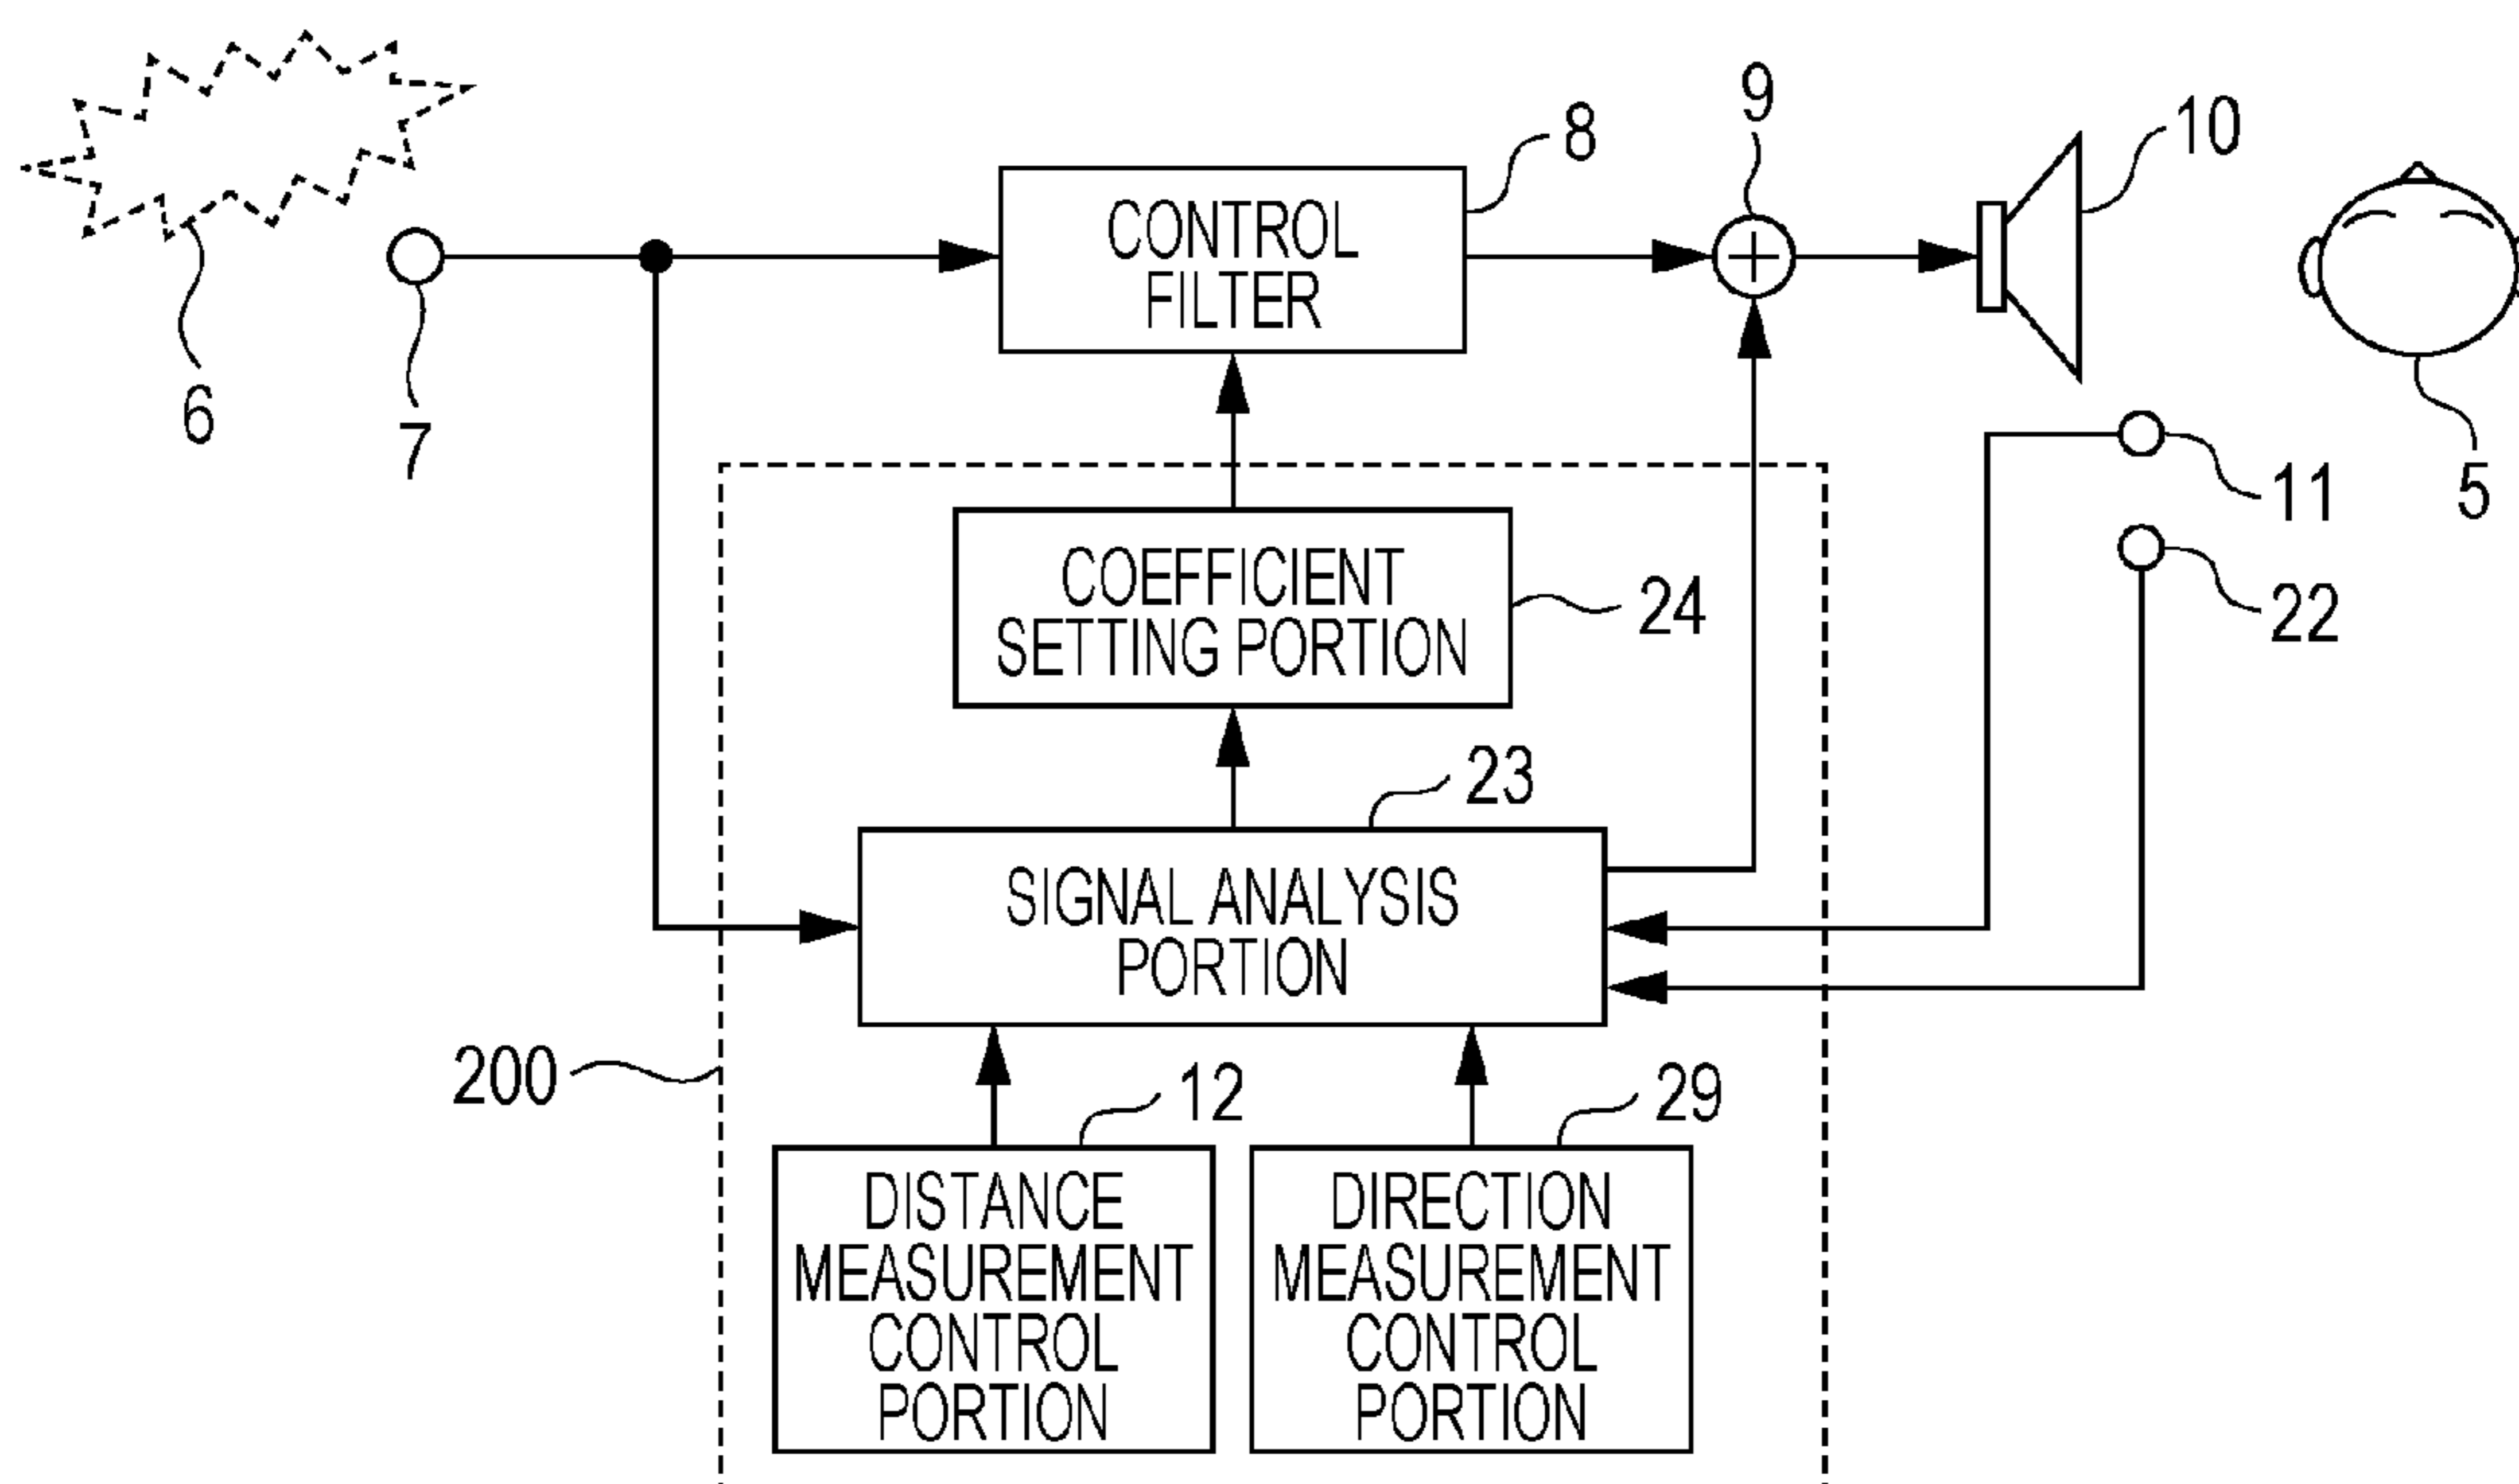 9
8
10
CONTROL
FILTER
6
7
11
5
COEFFICIENT
SETTING PORTION
24
22
23
SIGNAL ANALYSIS
PORTION
200
12
29
DISTANCE
MEASUREMENT
CONTROL
PORTION
DIRECTION
MEASUREMENT
CONTROL
PORTION